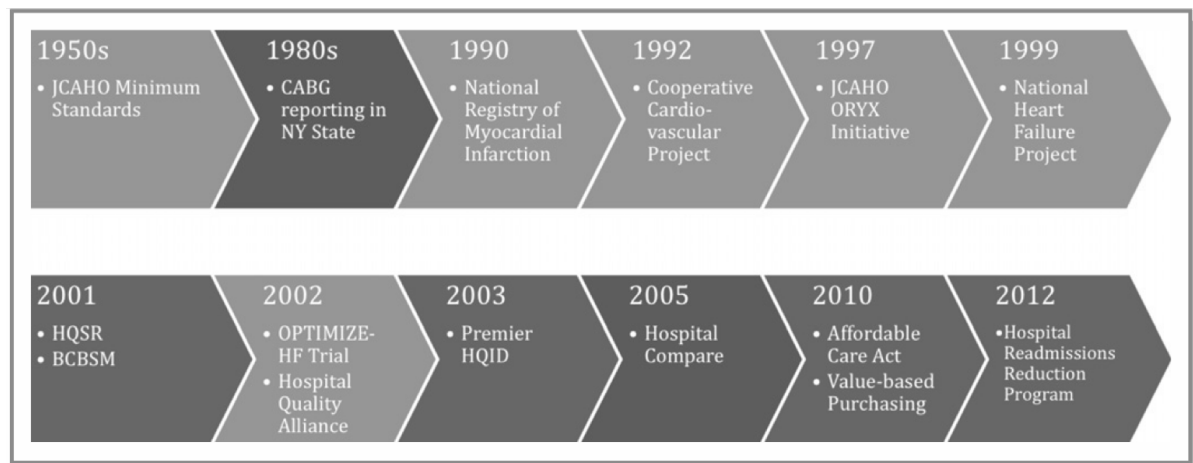 1950s
• JCAHO Minimum
Standards
1980s
• CABG
reporting in
NY State
1990
• National
Registry of
Myocardial
Infarction
1992
• Cooperative
Cardio-
vascular
Project
1997
• JCAHO
ORYX
Initiative
1999
• National
Heart
Failure
Project
2001
• HQSR
• BCBSM
2002
• OPTIMIZE-
HF Trial
• Hospital
Quality
Alliance
2003
• Premier
HQID
2005
• Hospital
Compare
2010
• Affordable
Care Act
• Value-based
Purchasing
2012
•Hospital
Readmissions
Reduction
Program